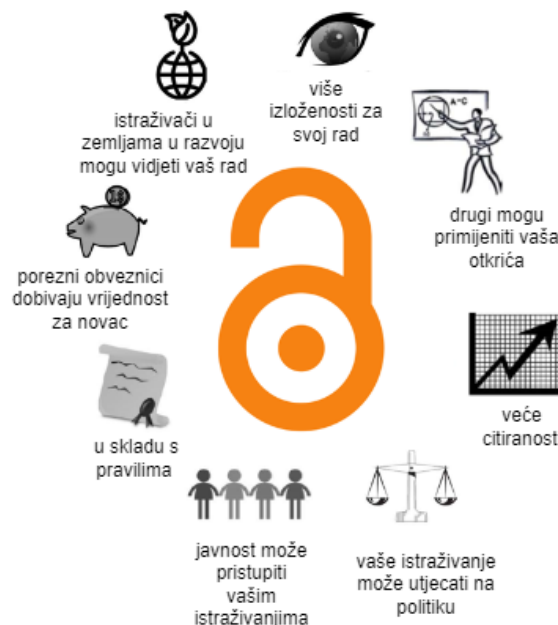 više
izloženosti za
svoj rad
drugi mogu
primijeniti vaša
otkrića
veće
citiranost
vaše istraživanje
može utjecati na
politiku
javnost može
pristupiti
vašim
istraživanjima
u skladu s
pravilima
porezni obveznici
dobivaju vrijednost
za novac
istraživači u
zemljama u razvoju
mogu vidjeti vaš rad